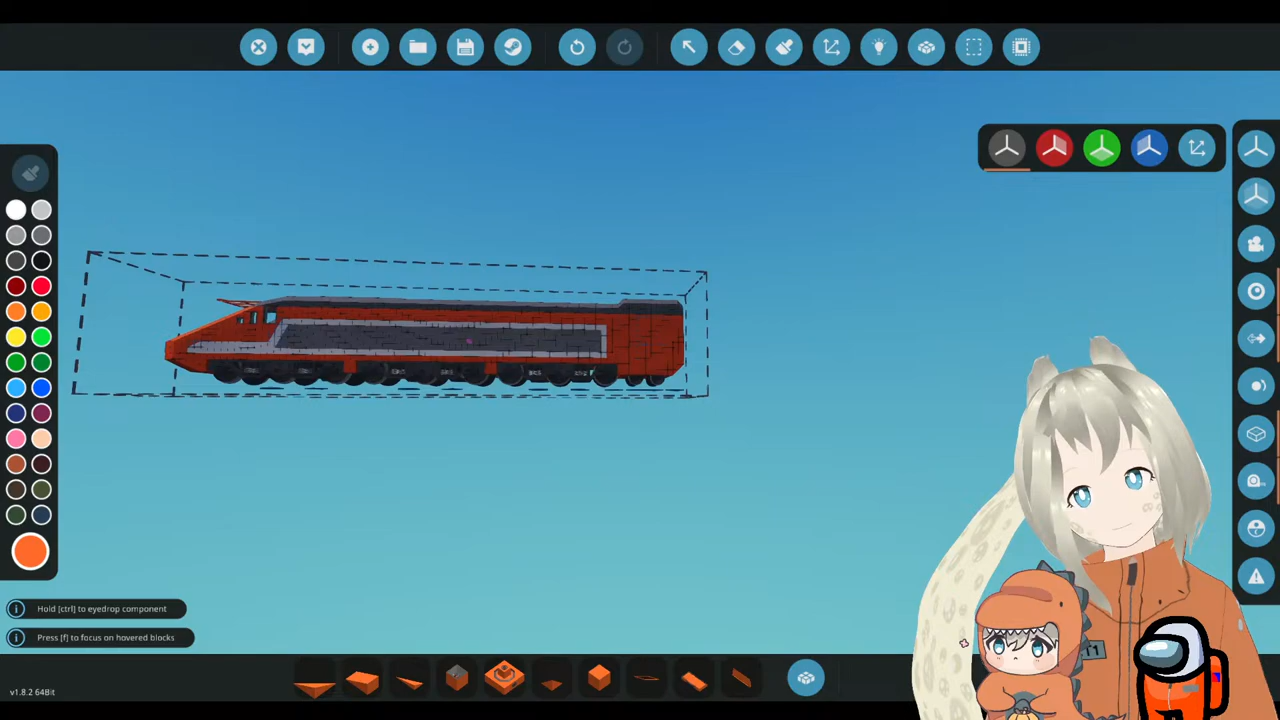 Hold [ctrl] to eyedrop component
Press [f] to focus on hovered blocks
v1.8.2 64Bit